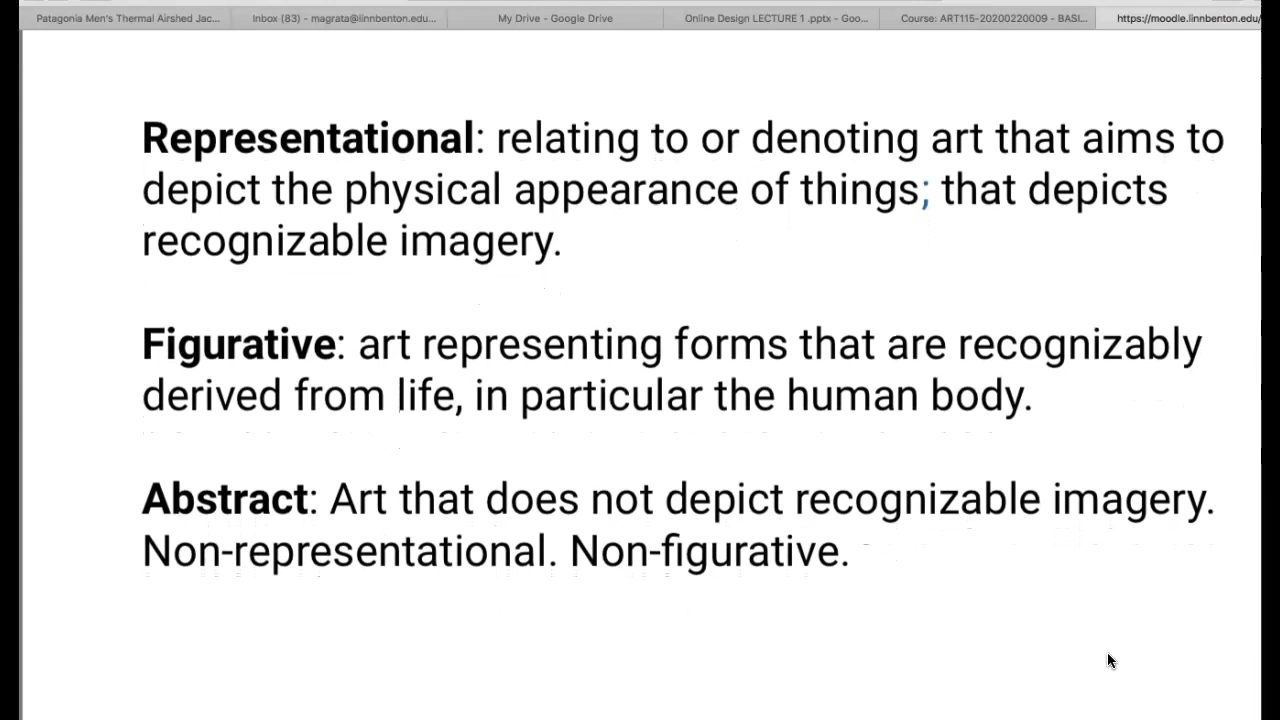 Patagonia Men's Thermal Airshed Jac... Inbox (83) - magrata@linnbenton.edu... My Drive - Google Drive Online Design LECTURE 1 .pptx - Goo... Course: ART115-20200220009 - BASI... https://moodle.linnbenton.edu/
Representational: relating to or denoting art that aims to
depict the physical appearance of things; that depicts
recognizable imagery.
Figurative: art representing forms that are recognizably
derived from life, in particular the human body.
Abstract: Art that does not depict recognizable imagery.
Non-representational. Non-figurative.